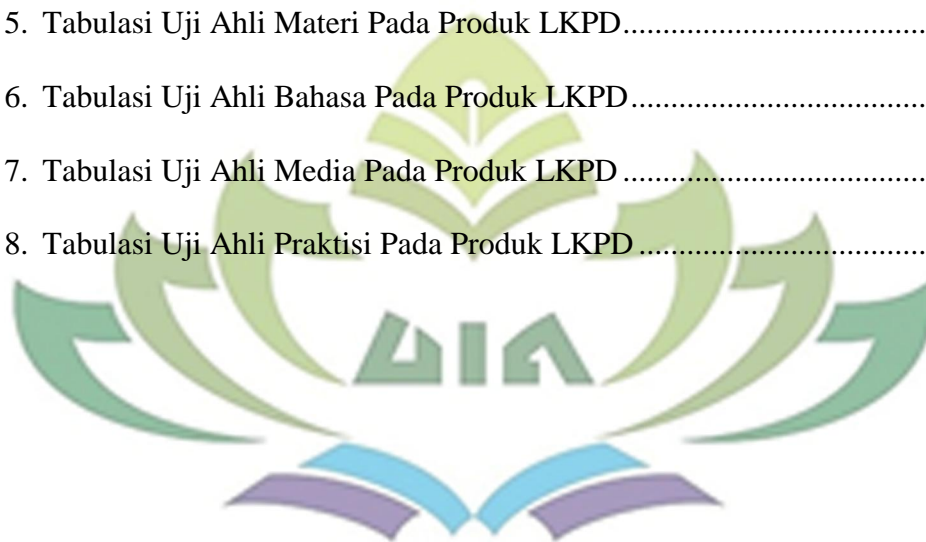 5. Tabulasi Uji Ahli Materi Pada Produk LKPD..................................
6. Tabulasi Uji Ahli Bahasa Pada Produk LKPD.................................
7. Tabulasi Uji Ahli Media Pada Produk LKPD ..................................
8. Tabulasi Uji Ahli Praktisi Pada Produk LKPD ................................